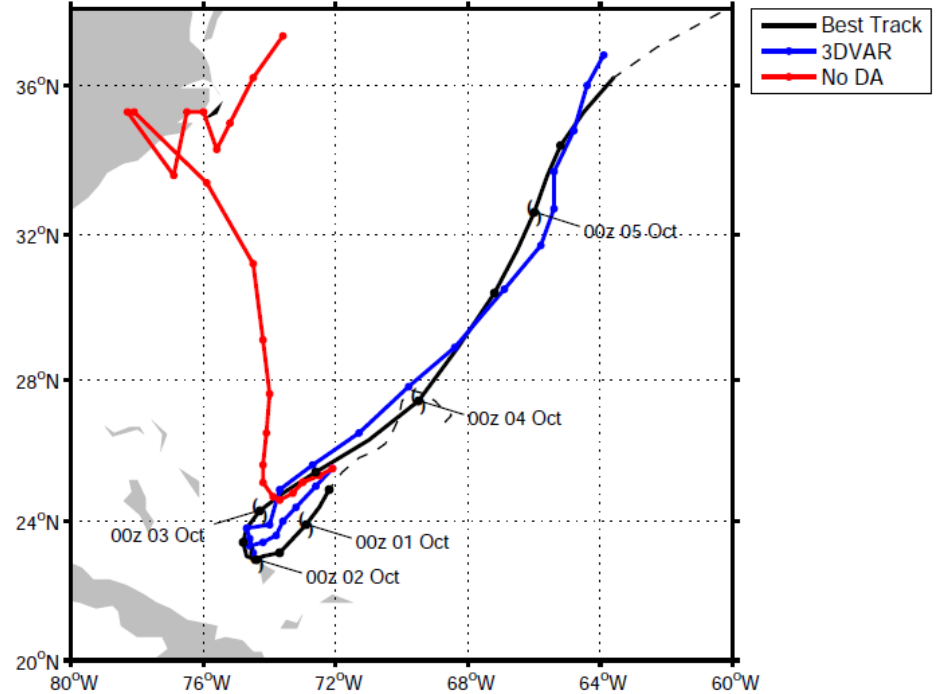 Best Track
3DVAR
No DA
36°N
32°N
28°N
24°N
20°N
00z 05 Oct
00z 04 Oct
00z 03 Oct
00z 01 Oct
00z 02 Oct
80°W 76°W 72°W 68°W 64°W 60°W